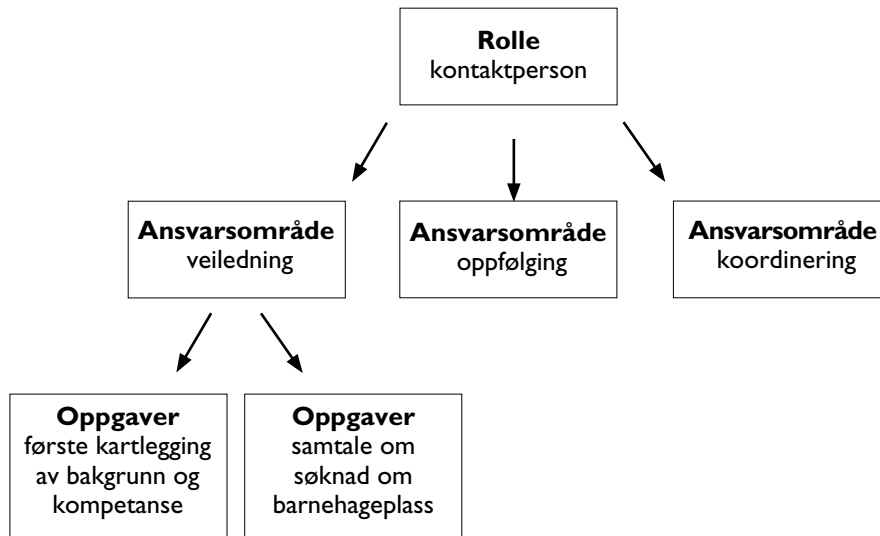 Rolle
kontaktperson
Ansvarsområde
veiledning
Ansvarsområde
oppfølging
Ansvarsområde
koordinering
Oppgaver
første kartlegging
av bakgrunn og
kompetanse
Oppgaver
samtale om
søknad om
barnehageplass